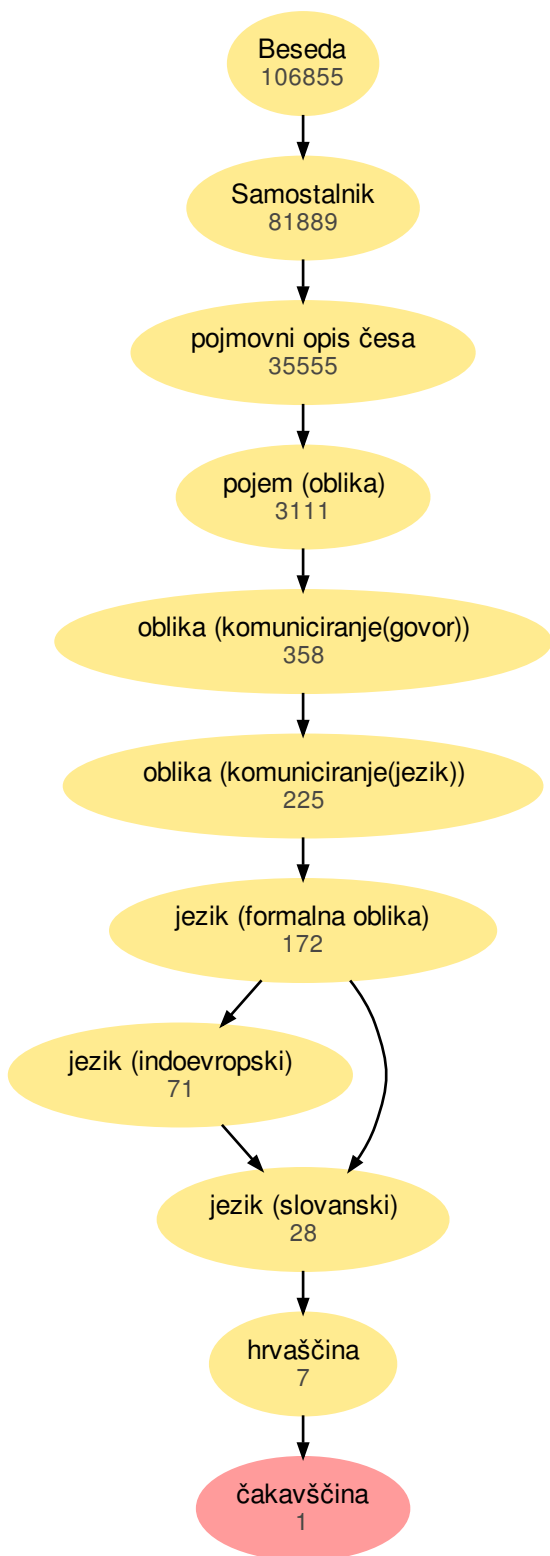 Beseda
106855
Samostalnik
81889
pojmovni opis česa
35555
pojem (oblika)
3111
oblika (komuniciranje(govor))
358
oblika (komuniciranje(jezik))
225
jezik (formalna oblika)
172
jezik (indoevropski)
71
jezik (slovanski)
28
hrvaščina
7
čakavščina
1